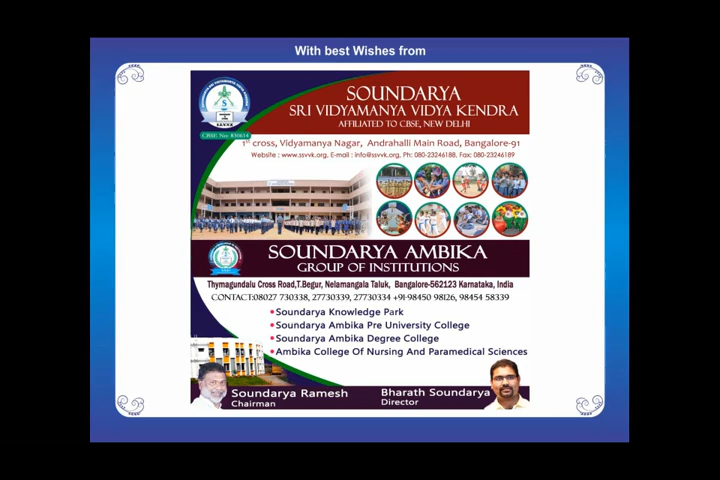 With best Wishes from
SOUNDARYA
SRI VIDYAMANYA VIDYA KENDRA
AFFILIATED TO CBSE, NEW DELHI
CBSE No: 830614
1st cross, Vidyamanya Nagar, Andrahalli Main Road, Bangalore-91
Website : www.ssvvk.org, E-mail : info@ssvvk.org, Ph: 080-23246188, Fax: 080-23246189
SOUNDARYA AMBIKA
GROUP OF INSTITUTIONS
Thymagundalu Cross Road,T.Begur, Nelamangala Taluk, Bangalore-562123 Karnataka, India
CONTACT:08027 730338, 27730339, 27730334 +91-98450 98126, 98454 58339
•Soundarya Knowledge Park
•Soundarya Ambika Pre University College
•Soundarya Ambika Degree College
•Ambika College Of Nursing And Paramedical Sciences
Soundarya Ramesh
Chairman
Bharath Soundarya
Director